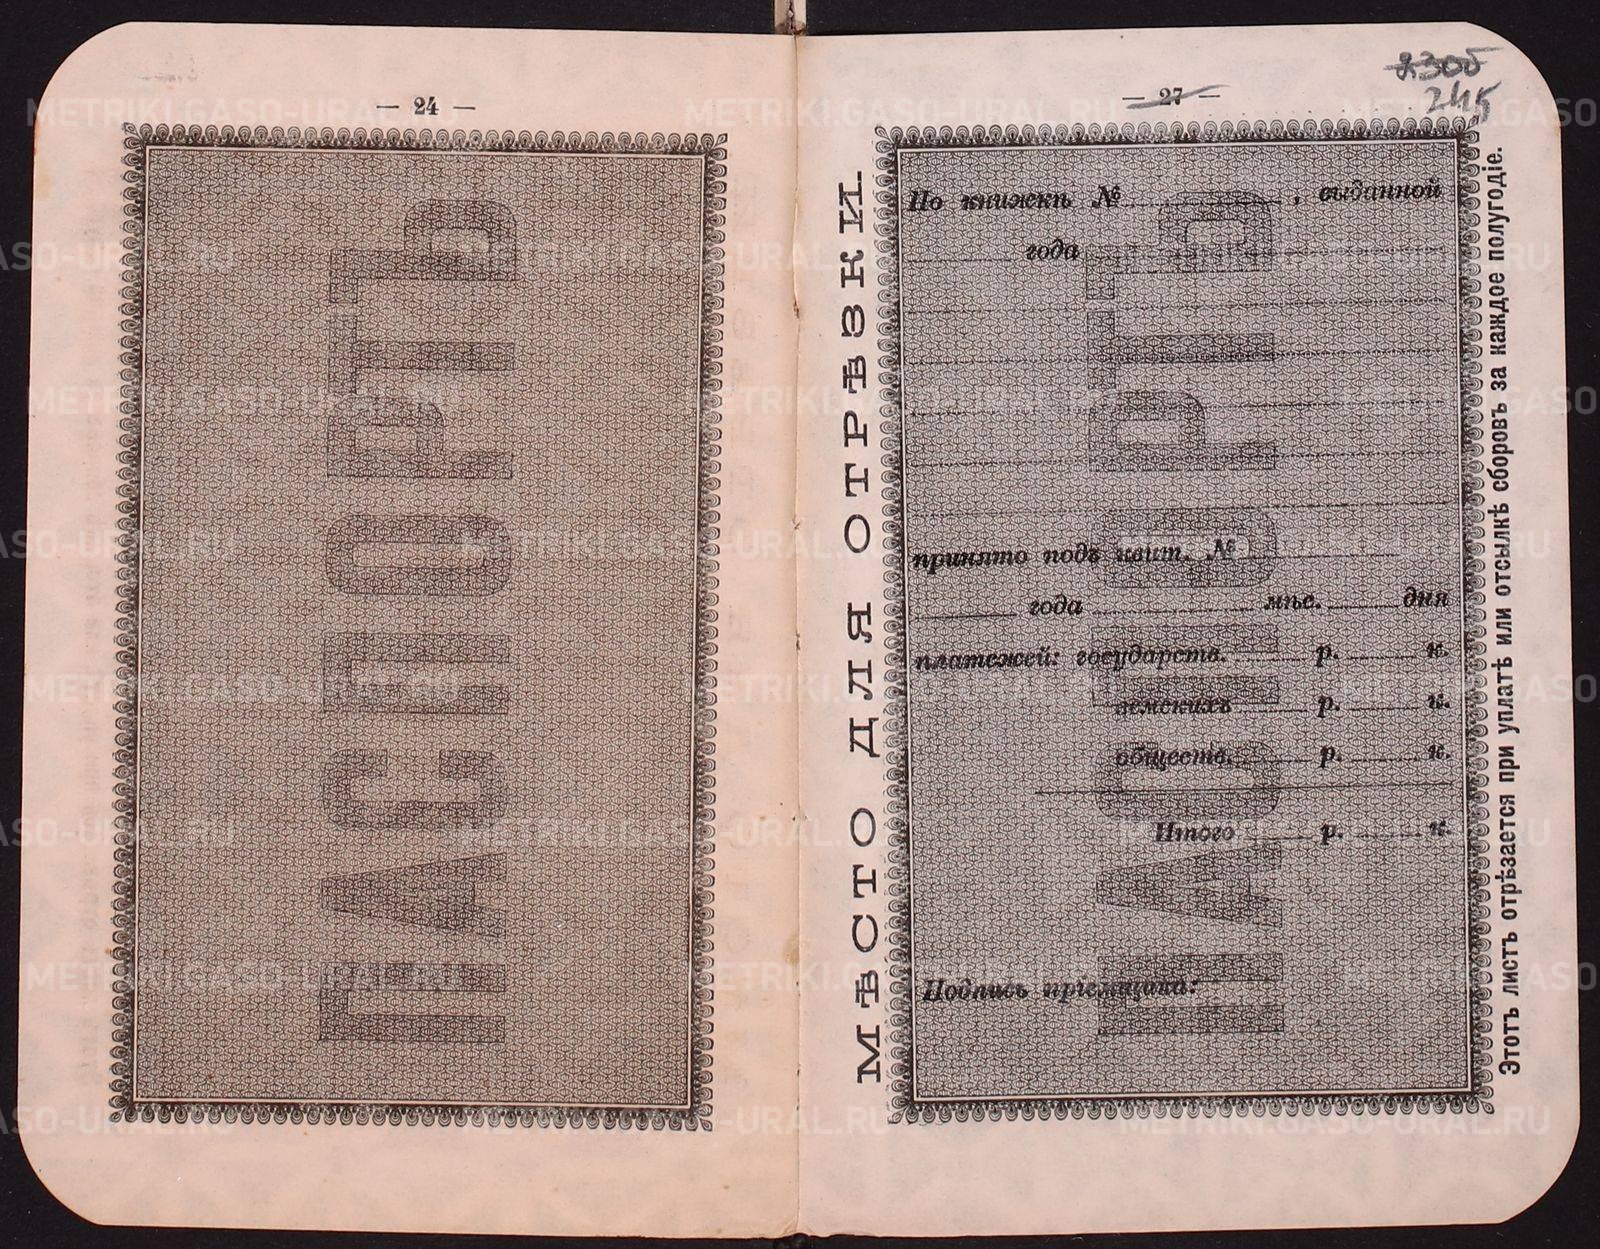 — 24 —
ПАСПОРТЪ
— 27 —
245
МѢСТО ДЛЯ ОТРѢЗКИ.
ПАСПОРТЪ
По книжкѣ № , выданной
года
принято подъ квит. №
года мѣс. дня
платежей: государств. р. к.
земскихъ р. к.
обществ. р. к.
Итого р. к.
Подпись пріемщика:
Этотъ листъ отрѣзается при уплатѣ или отсылкѣ сборовъ за каждое полугодіе.
METRIKI.GASO-URAL.RU